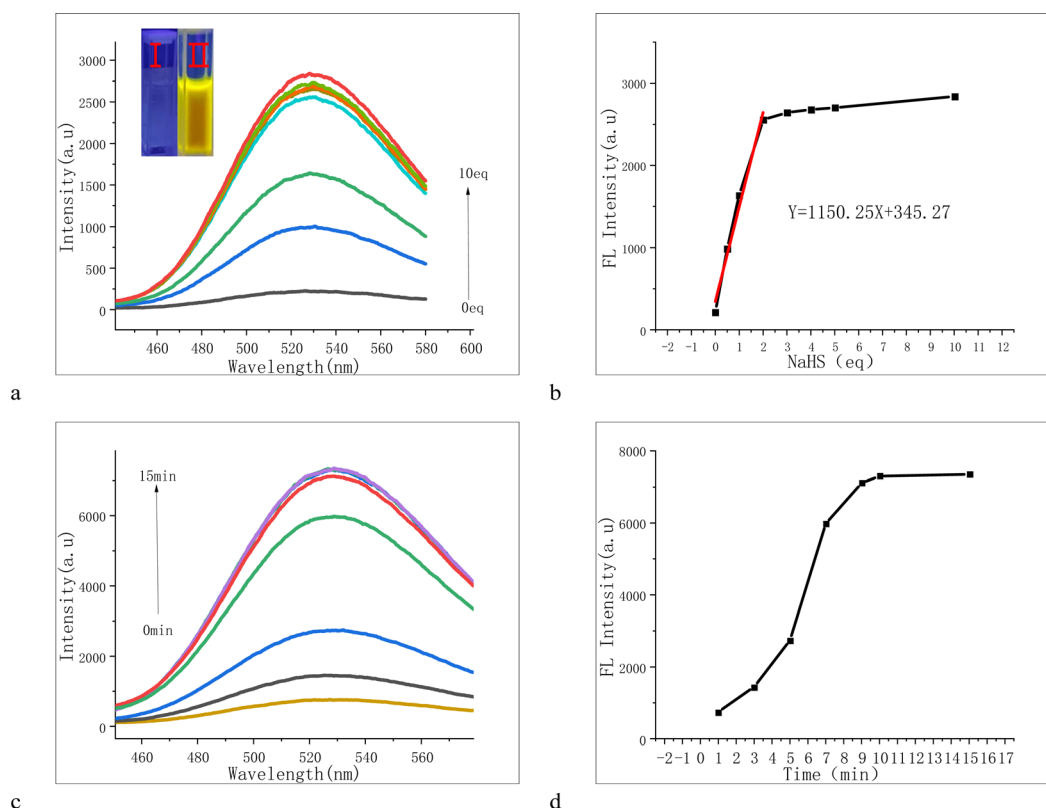 I II
Intensity(a.u)
3000
2500
2000
1500
1000
500
0
10eq
0eq
460 480 500 520 540 560 580 600
Wavelength(nm)
a
FL Intensity(a.u)
4000
3000
2000
1000
0
Y=1150.25X+345.27
-2 -1 0 1 2 3 4 5 6 7 8 9 10 11 12
NaHS (eq)
b
Intensity(a.u)
6000
4000
2000
0
15min
0min
460 480 500 520 540 560
Wavelength(nm)
c
FL Intensity(a.u)
8000
6000
4000
2000
0
-2 -1 0 1 2 3 4 5 6 7 8 9 10 11 12 13 14 15 16 17
Time (min)
d